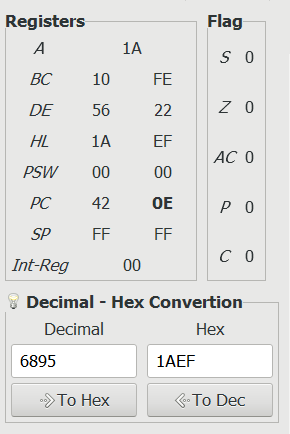 Registers
A 1A
BC 10 FE
DE 56 22
HL 1A EF
PSW 00 00
PC 42 0E
SP FF FF
Int-Reg 00
Flag
S 0
Z 0
AC 0
P 0
C 0
Decimal - Hex Convertion
Decimal Hex
6895 1AEF
To Hex To Dec